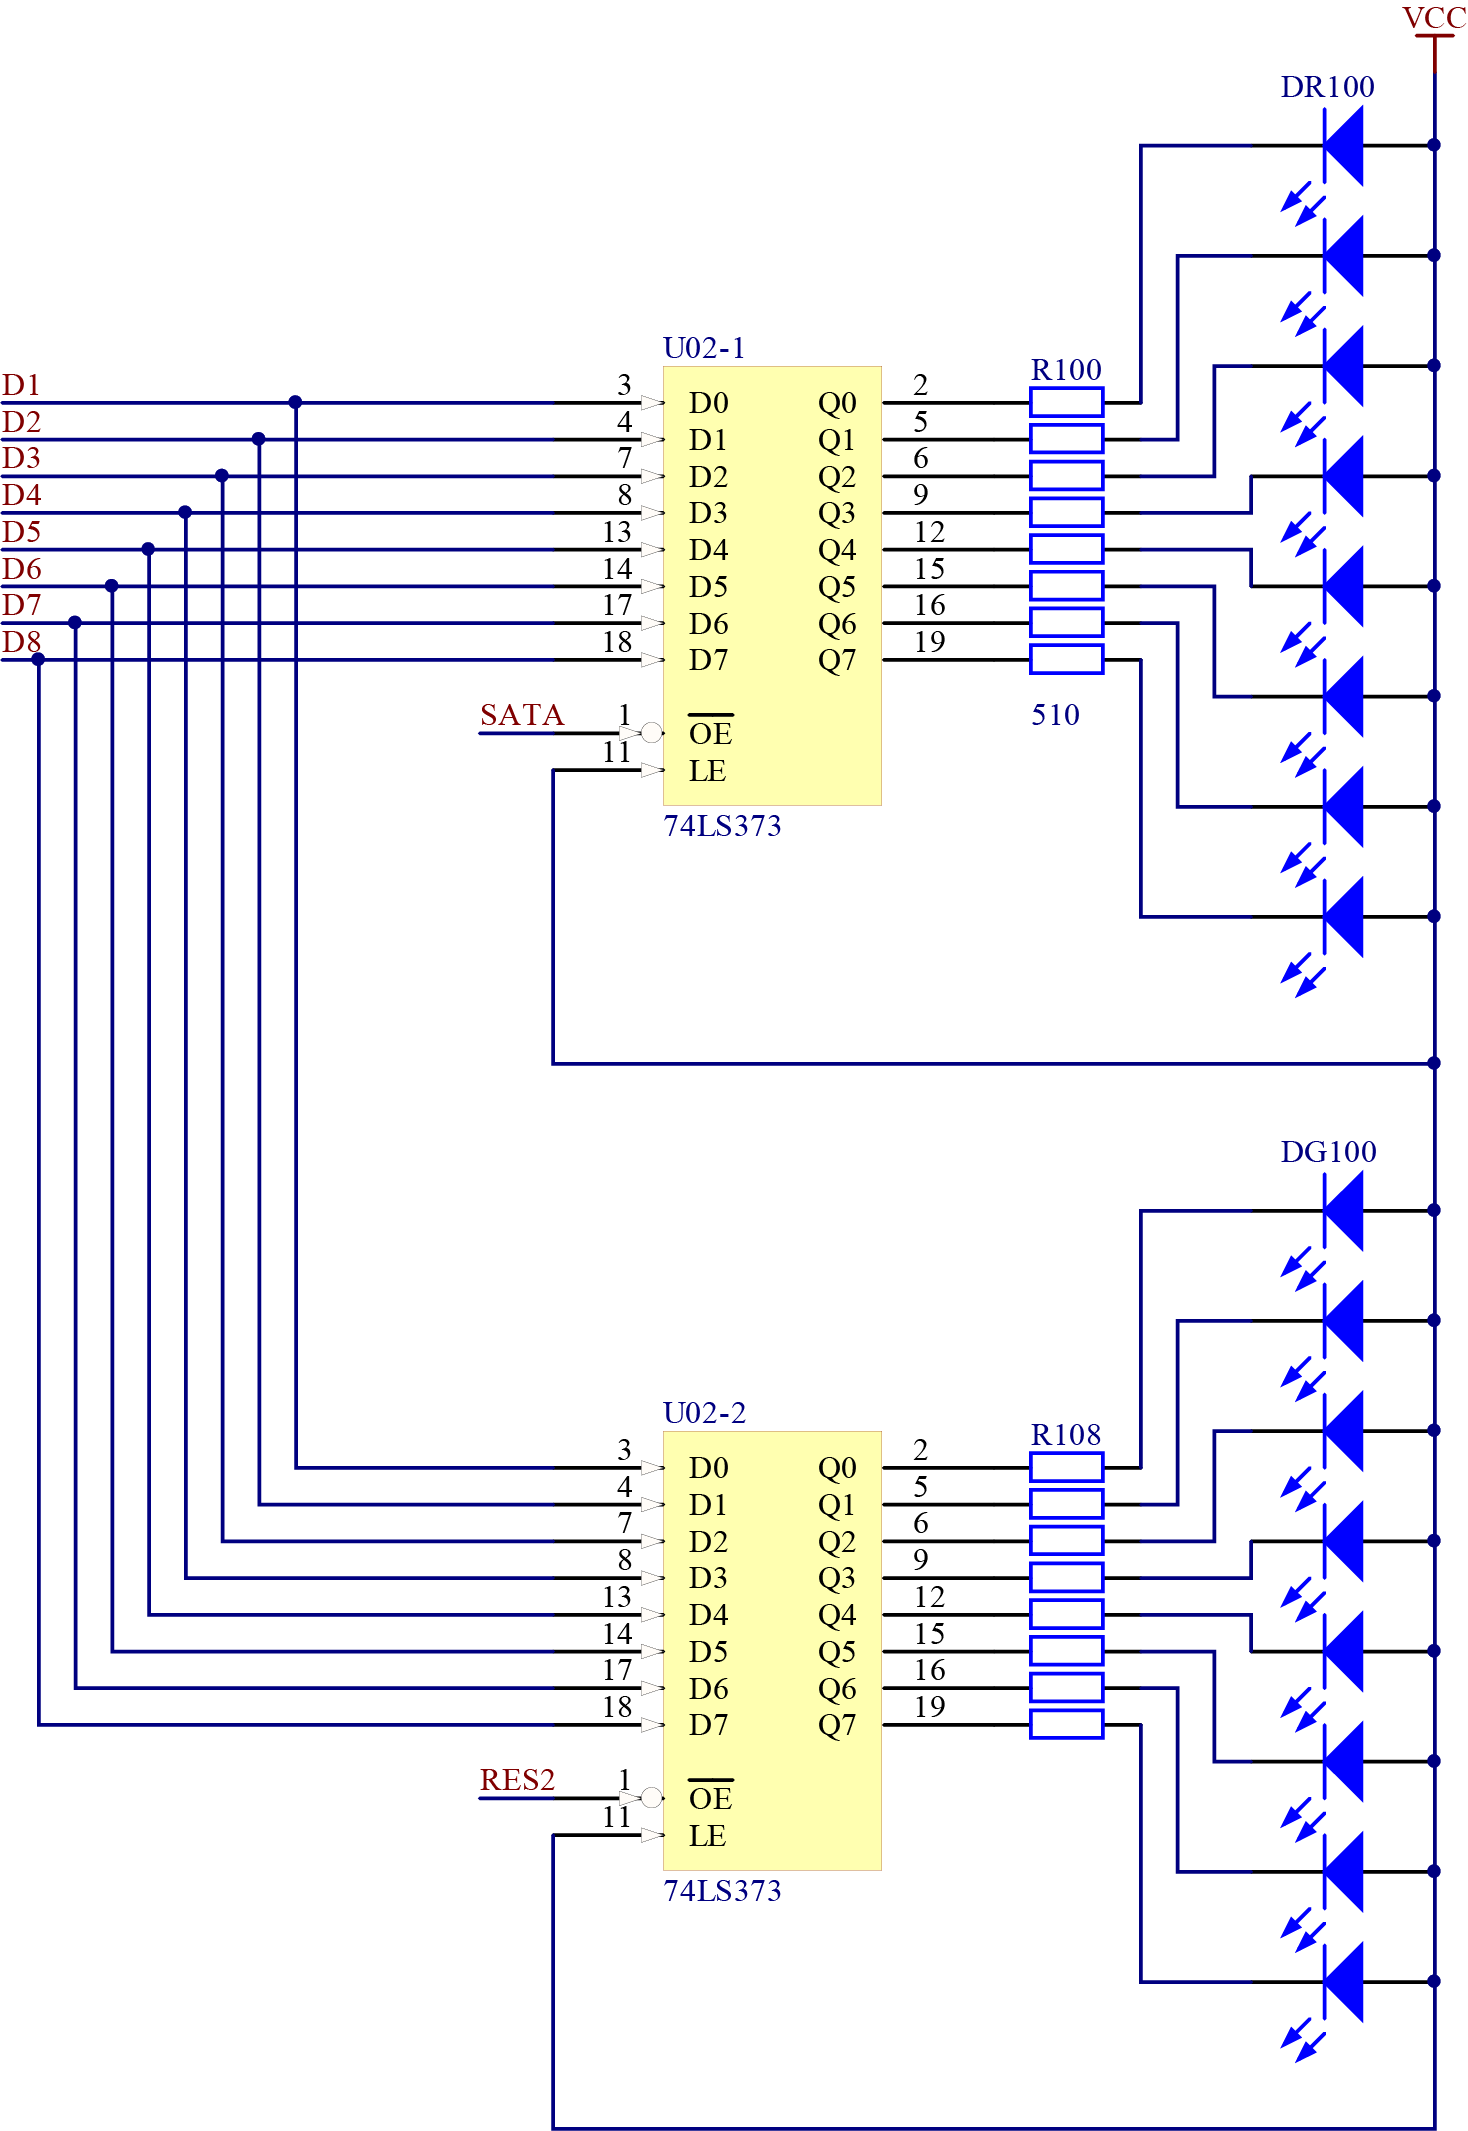 VCC
DR100
U02-1
R100
D1 3 D0 Q0 2
D2 4 D1 Q1 5
D3 7 D2 Q2 6
D4 8 D3 Q3 9
D5 13 D4 Q4 12
D6 14 D5 Q5 15
D7 17 D6 Q6 16
D8 18 D7 Q7 19
SATA 1 OE 510
11 LE
74LS373
DG100
U02-2
R108
3 D0 Q0 2
4 D1 Q1 5
7 D2 Q2 6
8 D3 Q3 9
13 D4 Q4 12
14 D5 Q5 15
17 D6 Q6 16
18 D7 Q7 19
RES2 1 OE
11 LE
74LS373